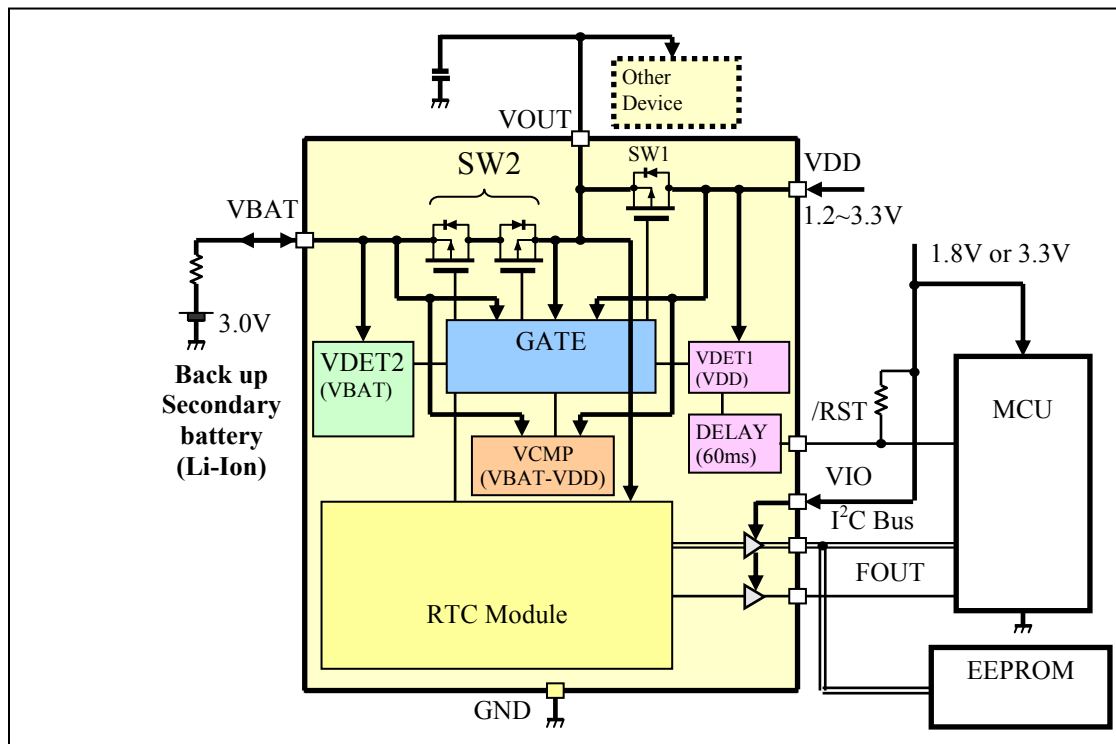 Other
Device
VOUT
SW2
SW1
VDD
VBAT
1.2~3.3V
1.8V or 3.3V
3.0V
GATE
VDET2
(VBAT)
VDET1
(VDD)
Back up
Secondary
battery
(Li-Ion)
MCU
/RST
DELAY
(60ms)
VCMP
(VBAT-VDD)
VIO
I²C Bus
FOUT
RTC Module
EEPROM
GND